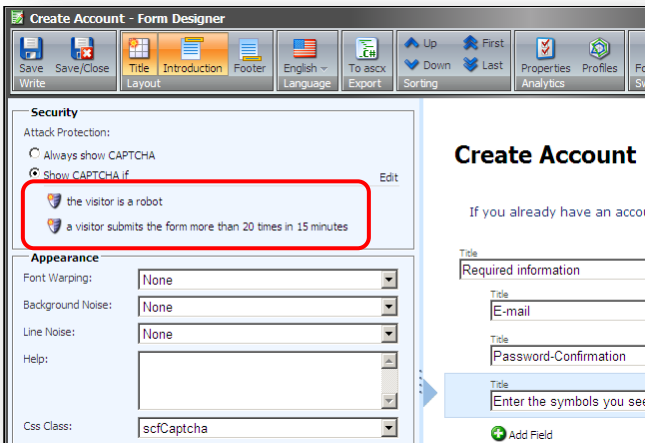 Create Account - Form Designer
Save Save/Close Title Introduction Footer English To ascx Up First Down Last Properties Profiles
Write Layout Language Export Sorting Analytics
Security
Attack Protection:
Always show CAPTCHA
Show CAPTCHA if Edit
the visitor is a robot
a visitor submits the form more than 20 times in 15 minutes
Appearance
Font Warping: None
Background Noise: None
Line Noise: None
Help:
Css Class: scfCaptcha
Create Account
If you already have an
Title
Required information
Title
E-mail
Title
Password-Confirmation
Title
Enter the symbols you
Add Field